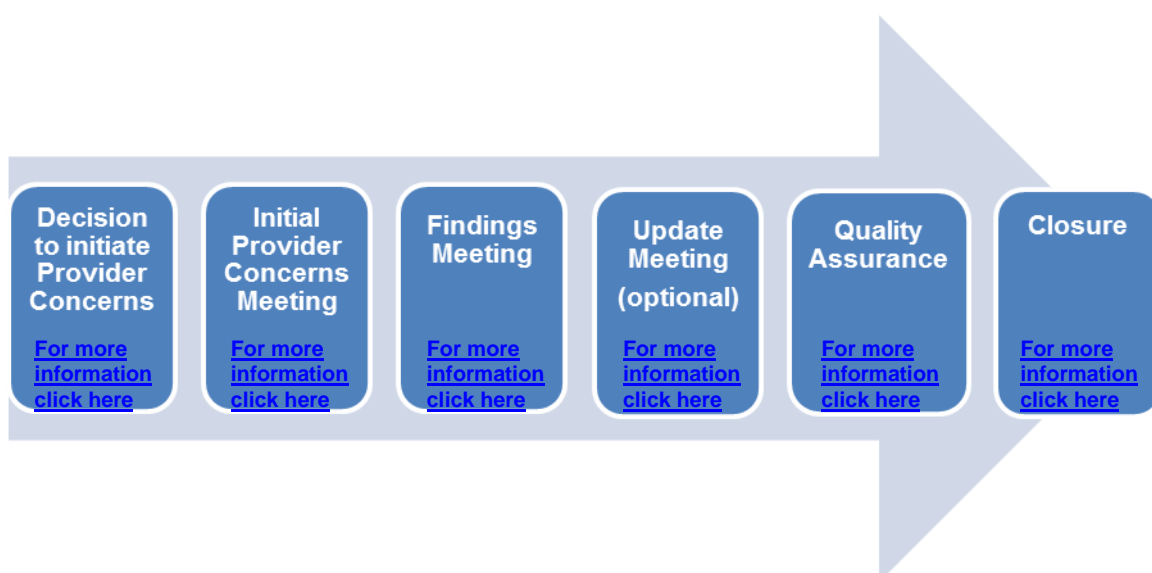 Decision
to initiate
Provider
Concerns
For more
information
click here
Initial
Provider
Concerns
Meeting
For more
information
click here
Findings
Meeting
For more
information
click here
Update
Meeting
(optional)
For more
information
click here
Quality
Assurance
For more
information
click here
Closure
For more
information
click here